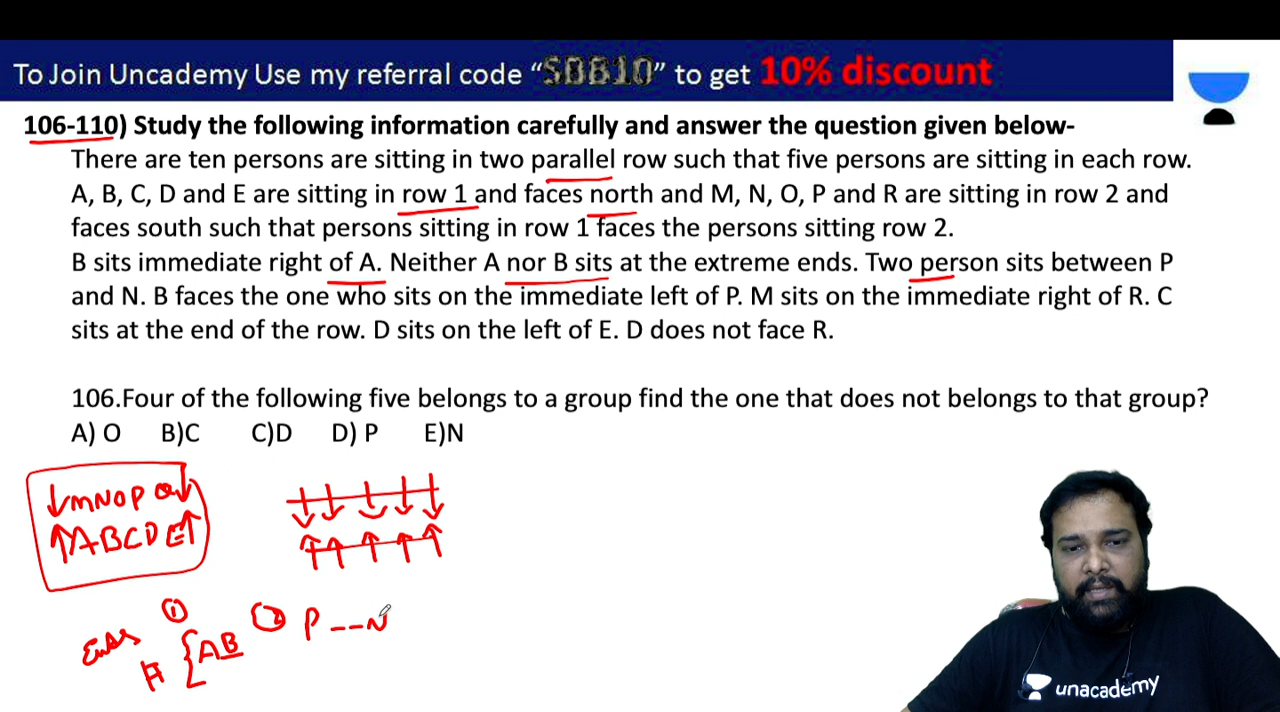 To Join Uncademy Use my referral code “SBB10” to get 10% discount
106-110) Study the following information carefully and answer the question given below-
There are ten persons are sitting in two parallel row such that five persons are sitting in each row.
A, B, C, D and E are sitting in row 1 and faces north and M, N, O, P and R are sitting in row 2 and
faces south such that persons sitting in row 1 faces the persons sitting row 2.
B sits immediate right of A. Neither A nor B sits at the extreme ends. Two person sits between P
and N. B faces the one who sits on the immediate left of P. M sits on the immediate right of R. C
sits at the end of the row. D sits on the left of E. D does not face R.
106.Four of the following five belongs to a group find the one that does not belongs to that group?
A) O B)C C)D D) P E)N
↓MNOP ↓
↑ABCDE↑
① ② P -- N
Ends { AB
unacademy